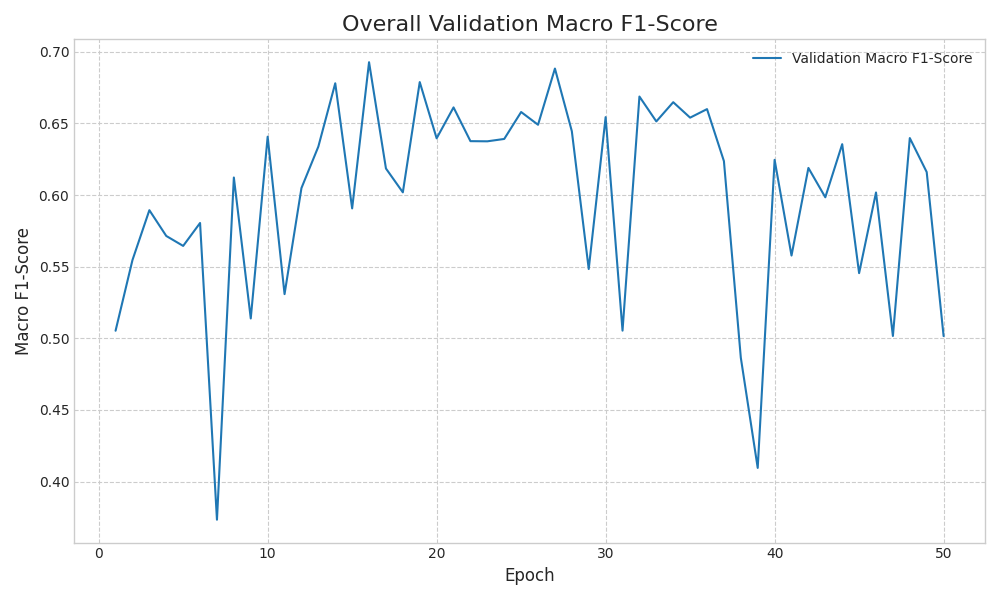 Overall Validation Macro F1-Score
Validation Macro F1-Score
0.70
0.65
0.60
0.55
0.50
0.45
0.40
Macro F1-Score
0 10 20 30 40 50
Epoch